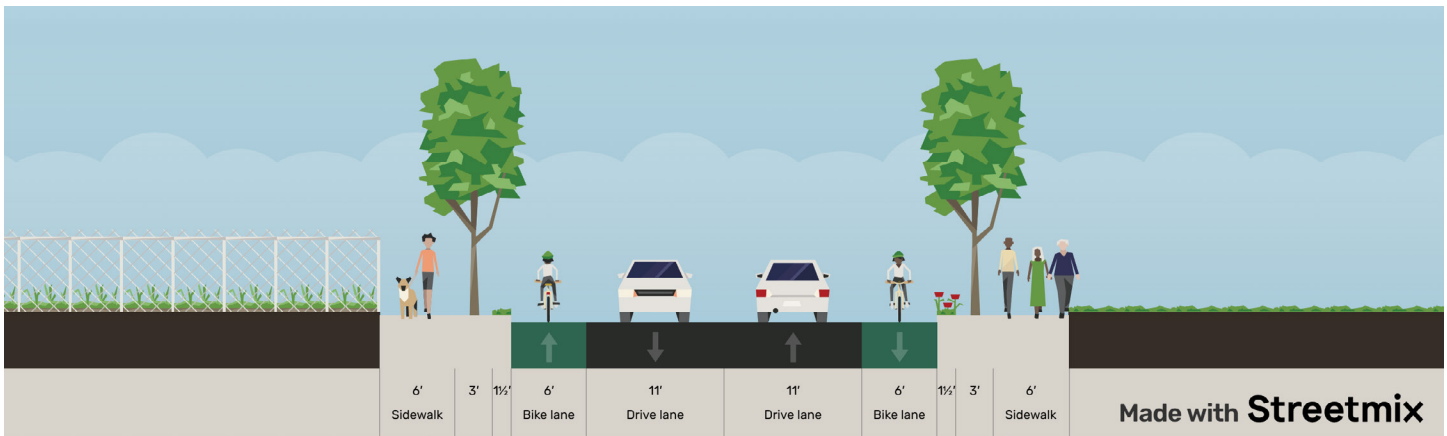 6' 3' 1½' 6' 11' 11' 6' 1½' 3' 6'
Sidewalk Bike lane Drive lane Drive lane Bike lane Sidewalk
Made with Streetmix